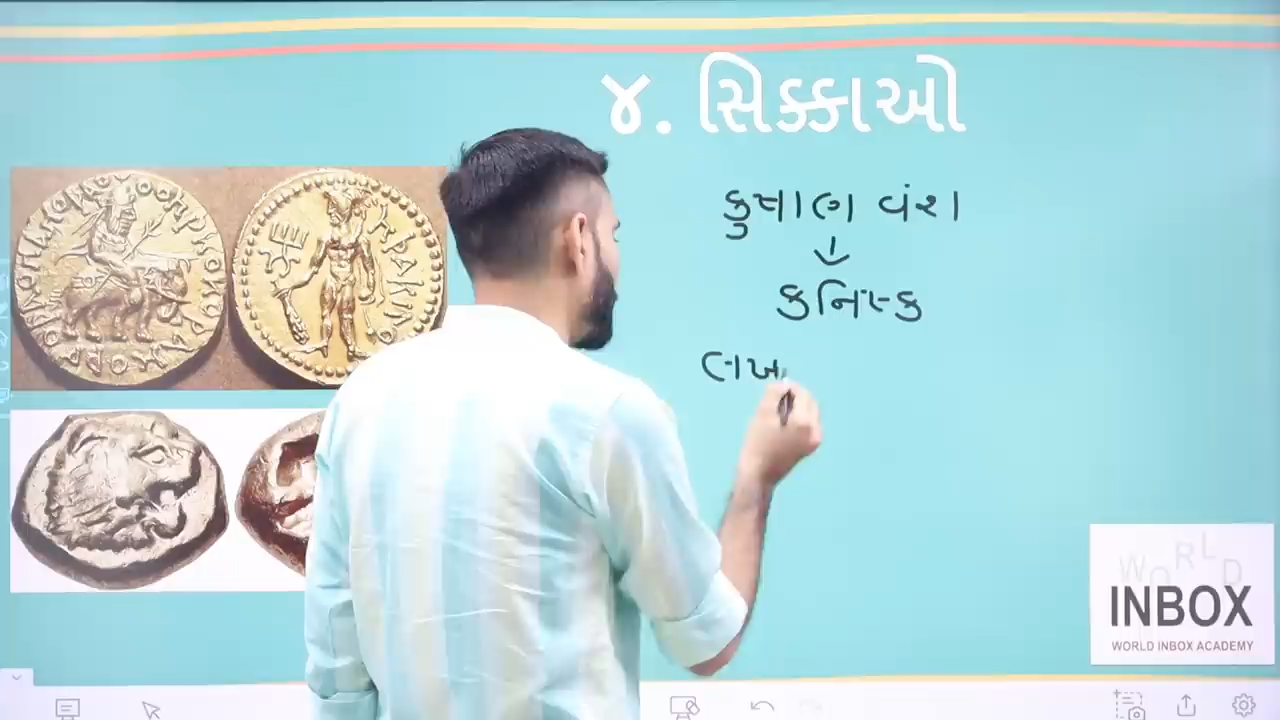 ૪. સિક્કાઓ
કુષાણ વંશ
↓
કનિષ્ક
લખ
WORLD
INBOX
WORLD INBOX ACADEMY